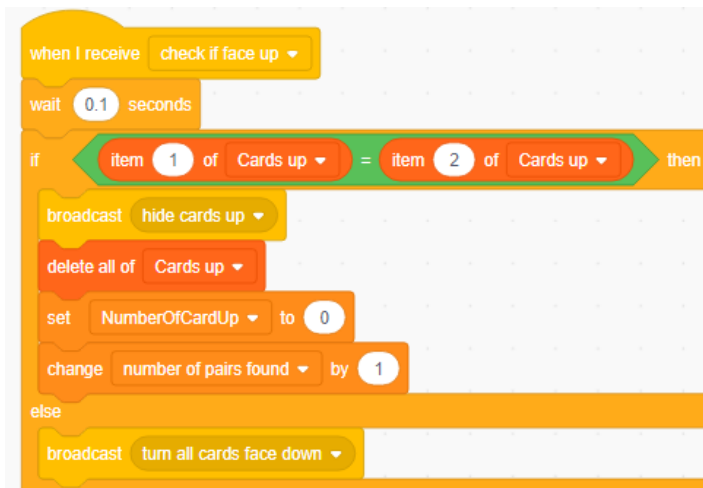 when I receive check if face up
wait 0.1 seconds
if item 1 of Cards up = item 2 of Cards up then
broadcast hide cards up
delete all of Cards up
set NumberOfCardUp to 0
change number of pairs found by 1
else
broadcast turn all cards face down